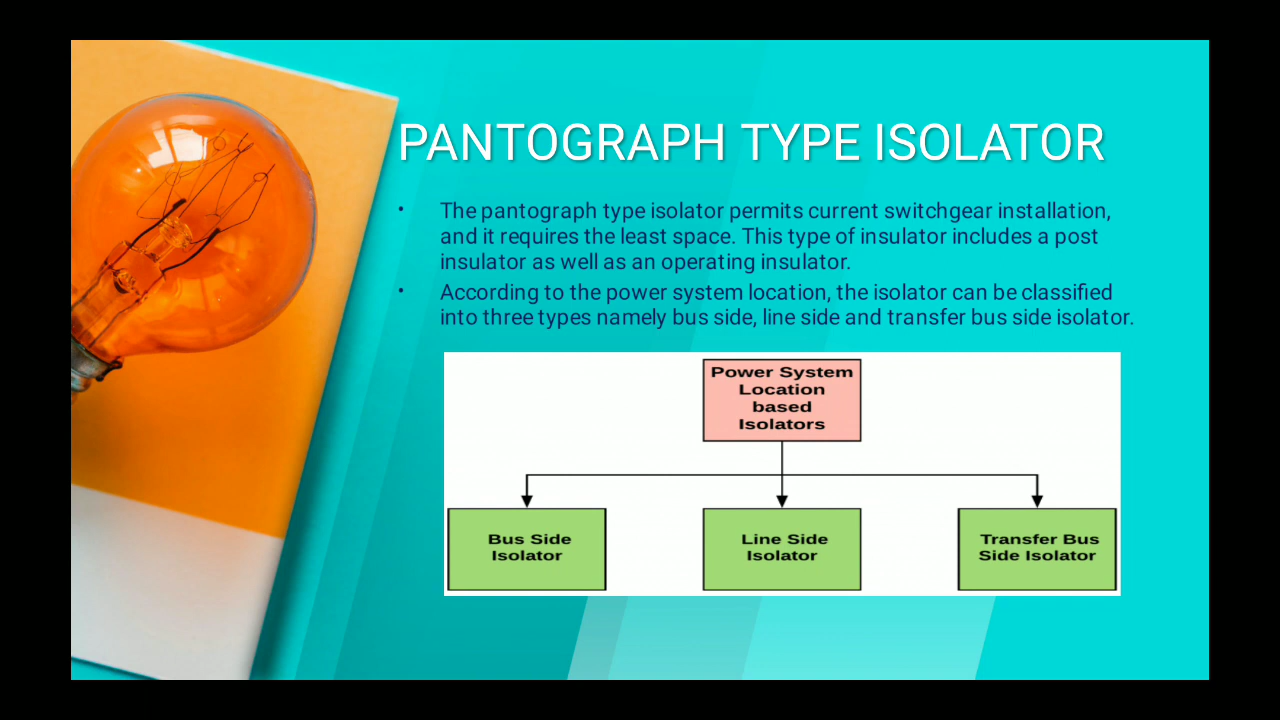 PANTOGRAPH TYPE ISOLATOR
• The pantograph type isolator permits current switchgear installation,
and it requires the least space. This type of insulator includes a post
insulator as well as an operating insulator.
• According to the power system location, the isolator can be classified
into three types namely bus side, line side and transfer bus side isolator.
Power System
Location
based
Isolators
Bus Side
Isolator
Line Side
Isolator
Transfer Bus
Side Isolator